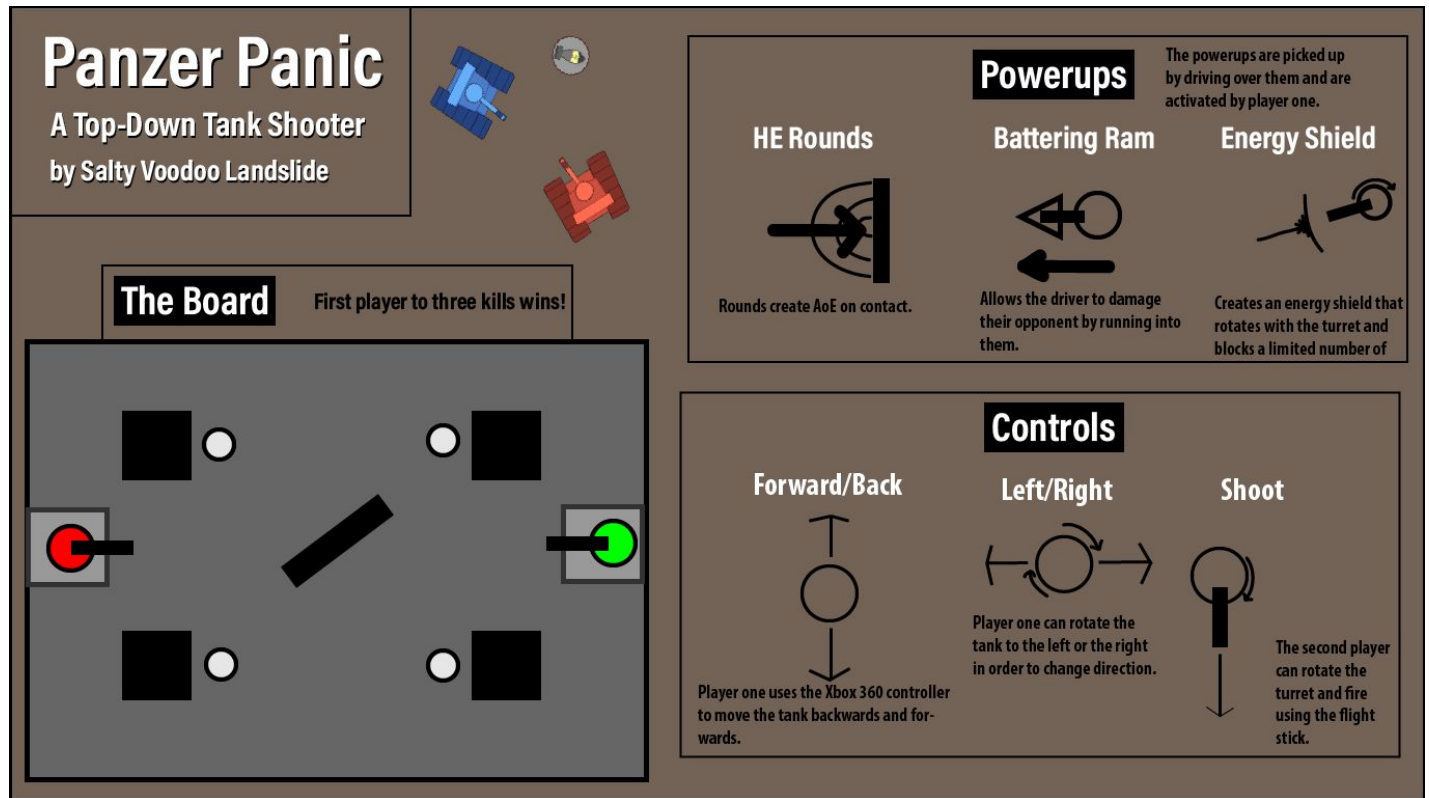 Panzer Panic
A Top-Down Tank Shooter
by Salty Voodoo Landslide
The Board
First player to three kills wins!
Powerups
The powerups are picked up
by driving over them and are
activated by player one.
HE Rounds
Rounds create AoE on contact.
Battering Ram
Allows the driver to damage
their opponent by running into
them.
Energy Shield
Creates an energy shield that
rotates with the turret and
blocks a limited number of
Controls
Forward/Back
Player one uses the Xbox 360 controller
to move the tank backwards and for-
wards.
Left/Right
Player one can rotate the
tank to the left or the right
in order to change direction.
Shoot
The second player
can rotate the
turret and fire
using the flight
stick.